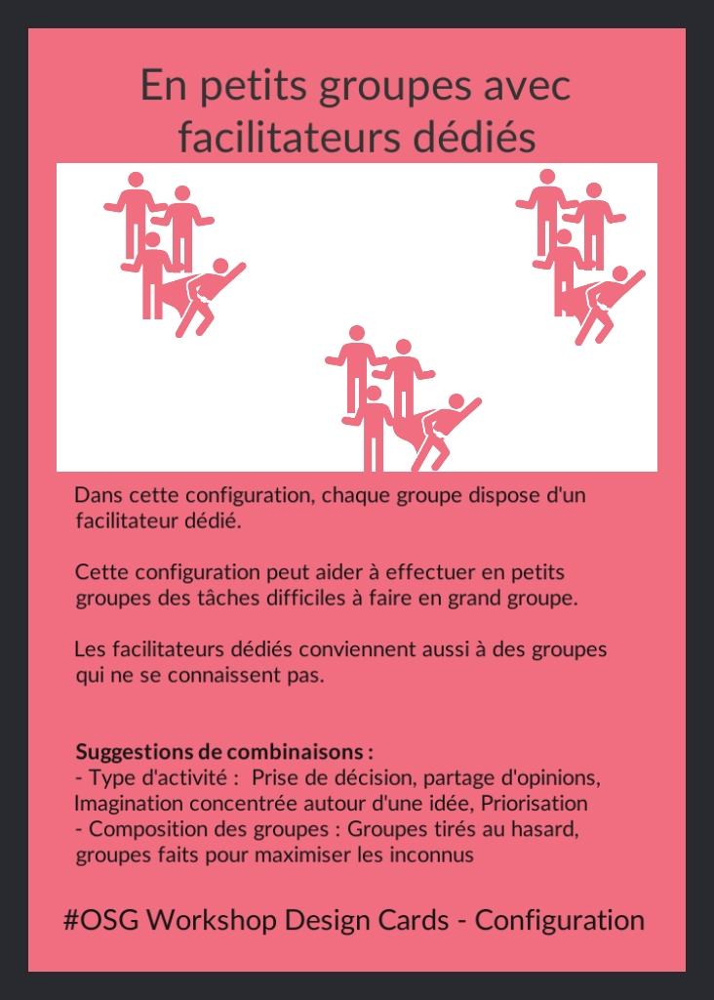 En petits groupes avec
facilitateurs dédiés
Dans cette configuration, chaque groupe dispose d'un
facilitateur dédié.
Cette configuration peut aider à effectuer en petits
groupes des tâches difficiles à faire en grand groupe.
Les facilitateurs dédiés conviennent aussi à des groupes
qui ne se connaissent pas.
Suggestions de combinaisons :
- Type d'activité :  Prise de décision, partage d'opinions,
Imagination concentrée autour d'une idée, Priorisation
- Composition des groupes : Groupes tirés au hasard,
groupes faits pour maximiser les inconnus
#OSG Workshop Design Cards - Configuration